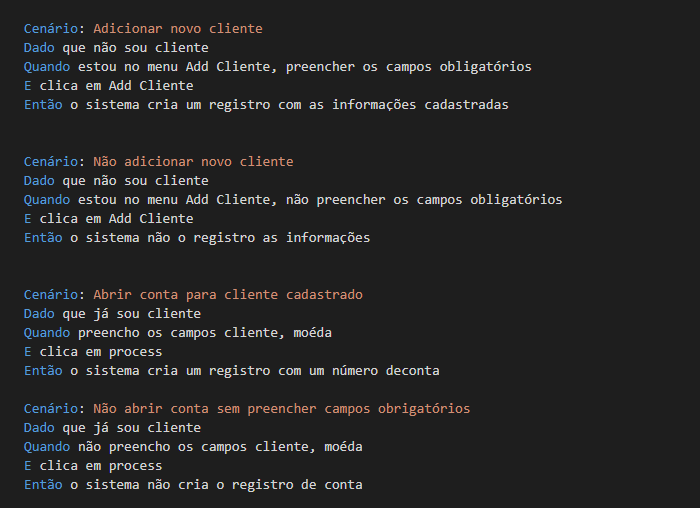 Cenário: Adicionar novo cliente
Dado que não sou cliente
Quando estou no menu Add Cliente, preencher os campos obligatórios
E clica em Add Cliente
Então o sistema cria um registro com as informações cadastradas
Cenário: Não adicionar novo cliente
Dado que não sou cliente
Quando estou no menu Add Cliente, não preencher os campos obligatórios
E clica em Add Cliente
Então o sistema não o registro as informações
Cenário: Abrir conta para cliente cadastrado
Dado que já sou cliente
Quando preencho os campos cliente, moéda
E clica em process
Então o sistema cria um registro com um número deconta
Cenário: Não abrir conta sem preencher campos obrigatórios
Dado que já sou cliente
Quando não preencho os campos cliente, moéda
E clica em process
Então o sistema não cria o registro de conta